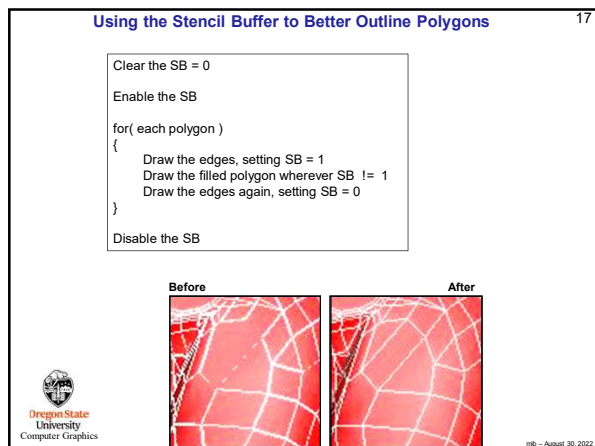 Using the Stencil Buffer to Better Outline Polygons
17
Clear the SB = 0
Enable the SB
for( each polygon )
{
Draw the edges, setting SB = 1
Draw the filled polygon wherever SB != 1
Draw the edges again, setting SB = 0
}
Disable the SB
Before
After
Oregon State
University
Computer Graphics
mjb – August 30, 2022